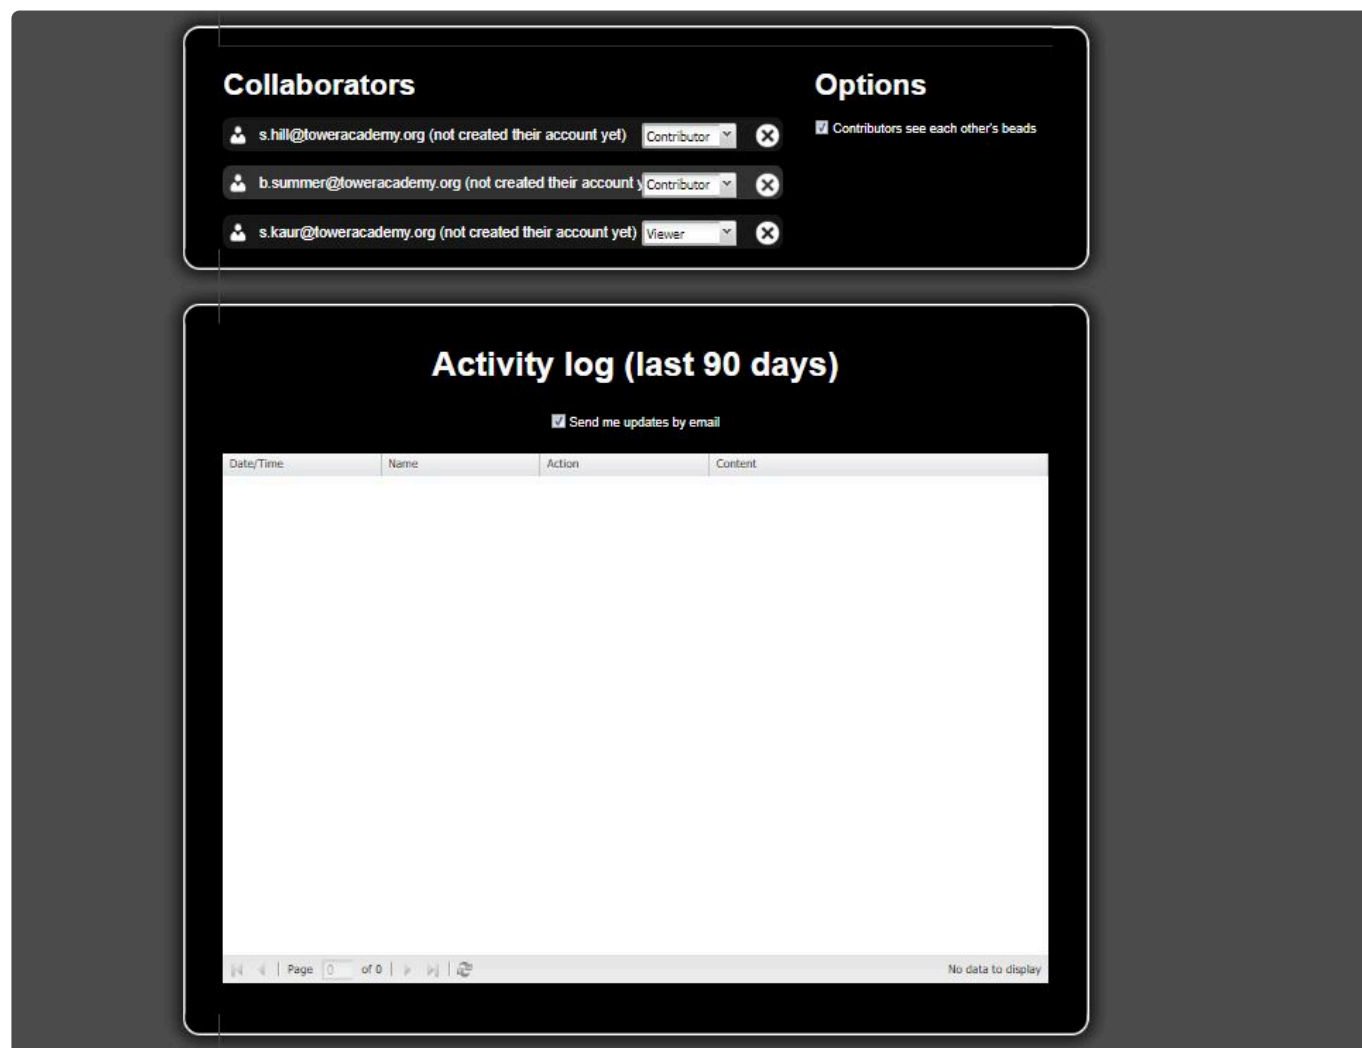 Collaborators
Options
s.hill@toweracademy.org (not created their account yet) Contributor
Contributors see each other's beads
b.summer@toweracademy.org (not created their account y Contributor
s.kaur@toweracademy.org (not created their account yet) Viewer
Activity log (last 90 days)
Send me updates by email
Date/Time Name Action Content
Page 0 of 0 No data to display